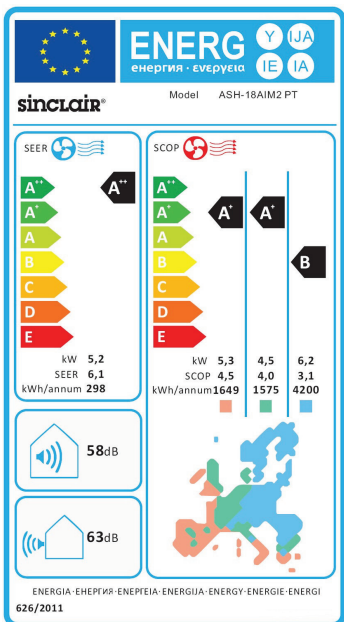 ENERG
енергия · ενεργεια
Y IJA
IE IA
sinclair®
Model ASH-18AIM2 PT
SEER
A++
A++
A+
A
B
C
D
E
kW 5,2
SEER 6,1
kWh/annum 298
SCOP
A++
A+
A+
A+
A
B
B
C
D
E
kW 5,3 4,5 6,2
SCOP 4,5 4,0 3,1
kWh/annum 1649 1575 4200
58dB
63dB
ENERGIA·ЕНЕРГИЯ·ΕΝΕΡΓΕΙΑ·ENERGIJA·ENERGY·ENERGIE·ENERGI
626/2011